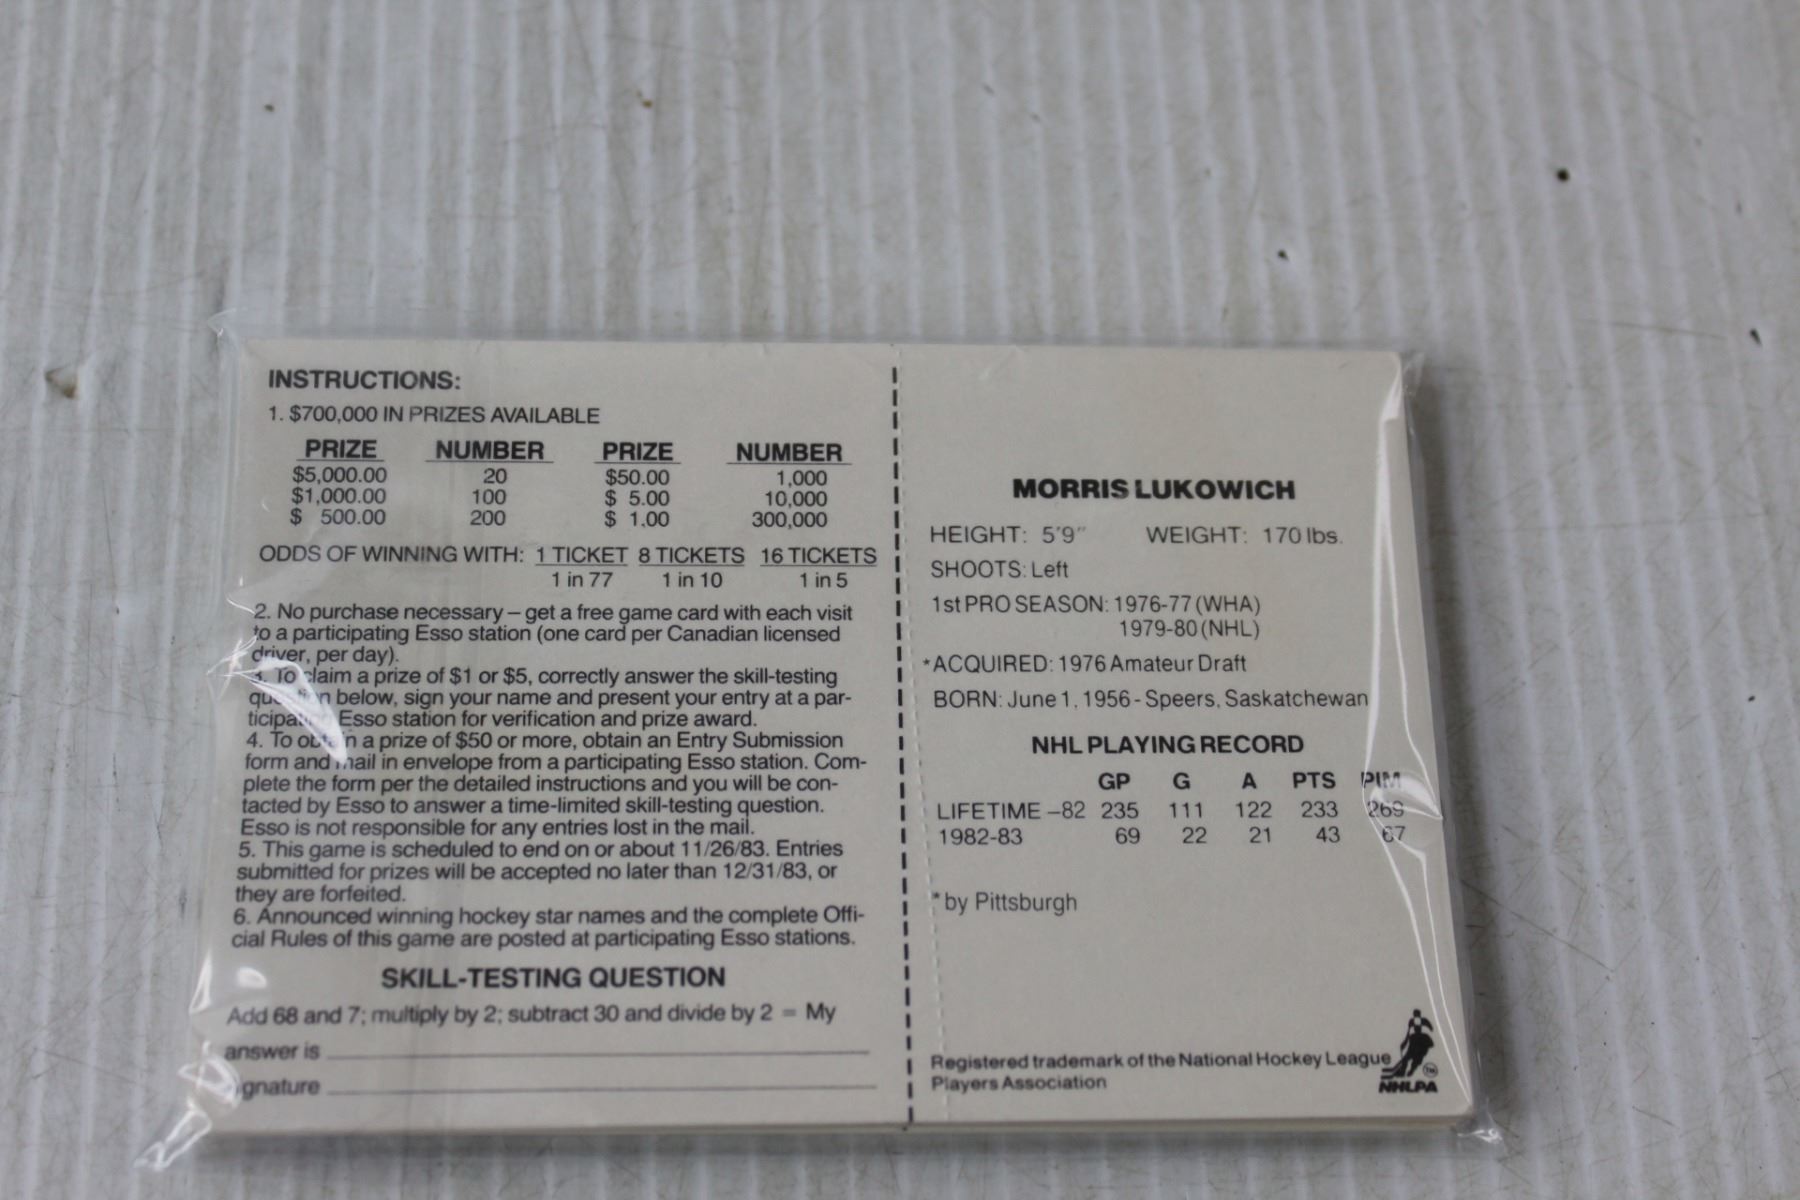 INSTRUCTIONS:
1. $700,000 IN PRIZES AVAILABLE
PRIZE NUMBER PRIZE NUMBER
$5,000.00 20 $50.00 1,000
$1,000.00 100 $ 5.00 10,000
$ 500.00 200 $ 1.00 300,000
ODDS OF WINNING WITH: 1 TICKET 8 TICKETS 16 TICKETS
1 in 77 1 in 10 1 in 5
2. No purchase necessary – get a free game card with each visit
to a participating Esso station (one card per Canadian licensed
driver, per day).
3. To claim a prize of $1 or $5, correctly answer the skill-testing
question below, sign your name and present your entry at a par-
ticipating Esso station for verification and prize award.
4. To obtain a prize of $50 or more, obtain an Entry Submission
form and mail in envelope from a participating Esso station. Com-
plete the form per the detailed instructions and you will be con-
tacted by Esso to answer a time-limited skill-testing question.
Esso is not responsible for any entries lost in the mail.
5. This game is scheduled to end on or about 11/26/83. Entries
submitted for prizes will be accepted no later than 12/31/83, or
they are forfeited.
6. Announced winning hockey star names and the complete Offi-
cial Rules of this game are posted at participating Esso stations.
SKILL-TESTING QUESTION
Add 68 and 7; multiply by 2; subtract 30 and divide by 2 = My
answer is
Signature
MORRIS LUKOWICH
HEIGHT: 5'9" WEIGHT: 170 lbs.
SHOOTS: Left
1st PRO SEASON: 1976-77 (WHA)
1979-80 (NHL)
*ACQUIRED: 1976 Amateur Draft
BORN: June 1, 1956 - Speers, Saskatchewan
NHL PLAYING RECORD
GP G A PTS PIM
LIFETIME –82 235 111 122 233 269
1982-83 69 22 21 43 67
*by Pittsburgh
Registered trademark of the National Hockey League
Players Association
TM
NHLPA